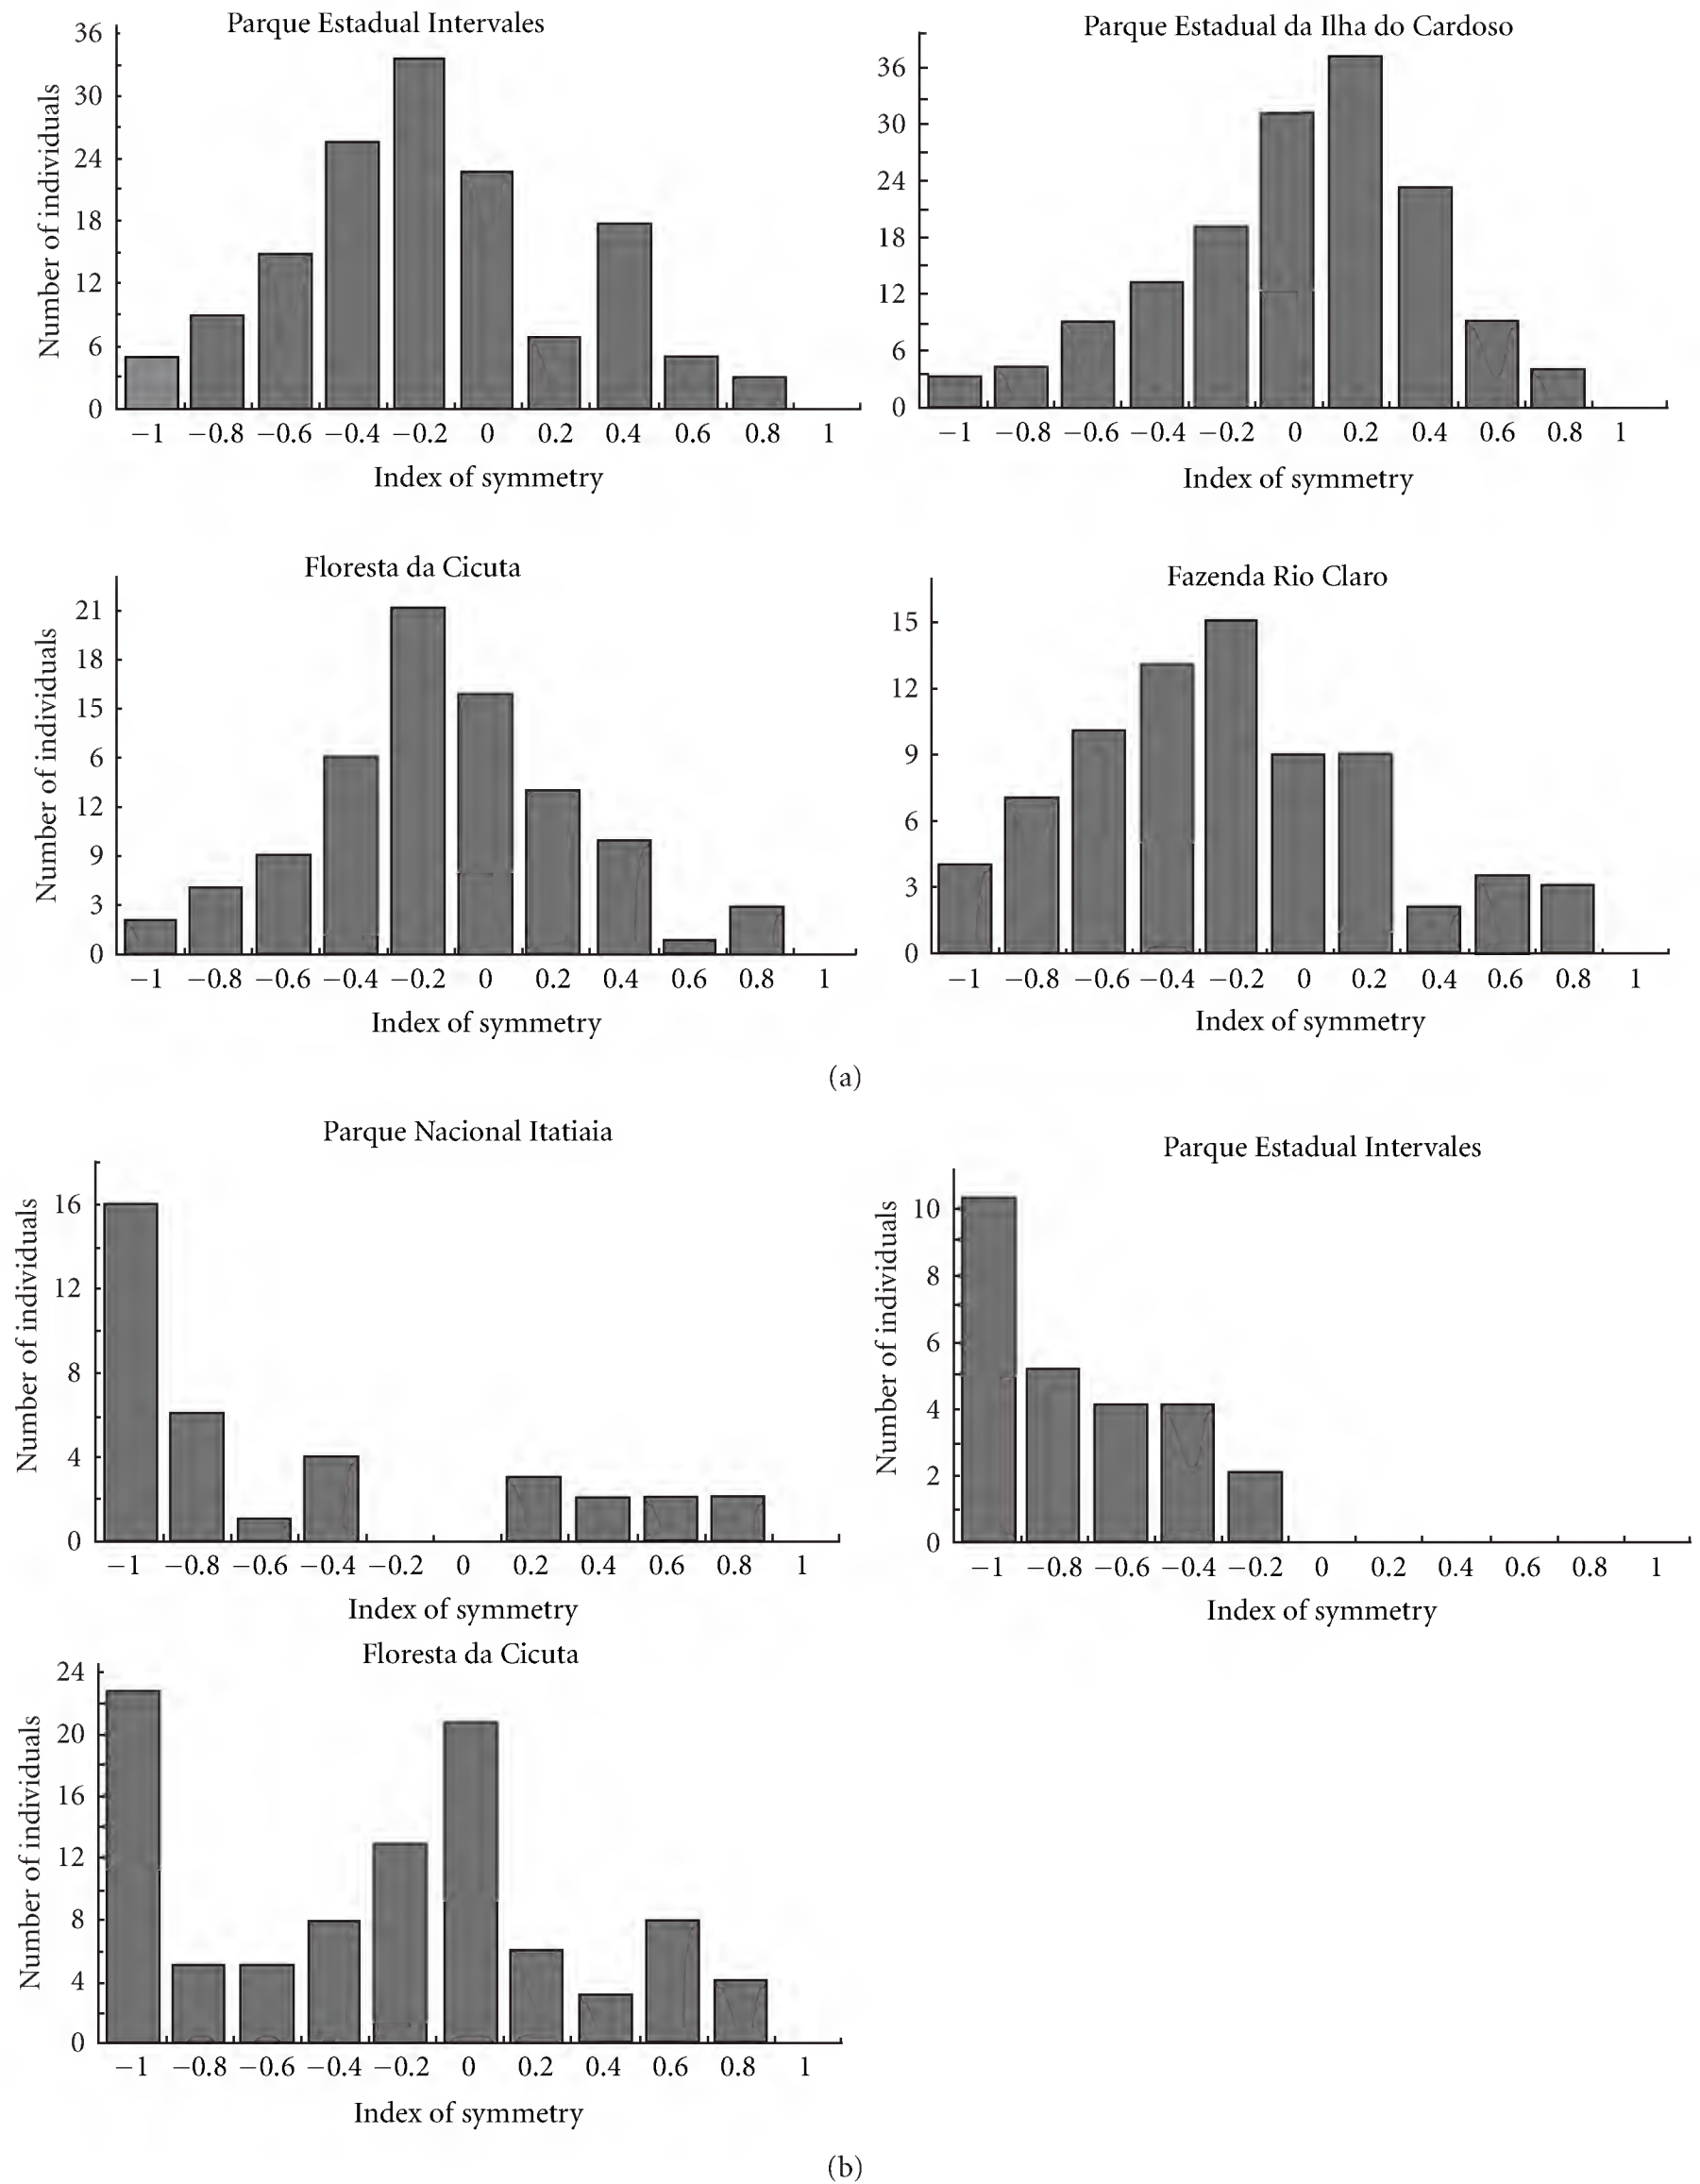 Parque Estadual Intervales
Number of individuals
36
30
24
18
12
6
0
−1 −0.8 −0.6 −0.4 −0.2 0 0.2 0.4 0.6 0.8 1
Index of symmetry
Parque Estadual da Ilha do Cardoso
36
30
24
18
12
6
0
−1 −0.8 −0.6 −0.4 −0.2 0 0.2 0.4 0.6 0.8 1
Index of symmetry
Floresta da Cicuta
Number of individuals
21
18
15
6
12
9
3
0
−1 −0.8 −0.6 −0.4 −0.2 0 0.2 0.4 0.6 0.8 1
Index of symmetry
Fazenda Rio Claro
15
12
9
6
3
0
−1 −0.8 −0.6 −0.4 −0.2 0 0.2 0.4 0.6 0.8 1
Index of symmetry
(a)
Parque Nacional Itatiaia
Number of individuals
16
12
8
4
0
−1 −0.8 −0.6 −0.4 −0.2 0 0.2 0.4 0.6 0.8 1
Index of symmetry
Parque Estadual Intervales
Number of individuals
10
8
6
4
2
0
−1 −0.8 −0.6 −0.4 −0.2 0 0.2 0.4 0.6 0.8 1
Index of symmetry
Floresta da Cicuta
Number of individuals
24
20
16
12
8
4
0
−1 −0.8 −0.6 −0.4 −0.2 0 0.2 0.4 0.6 0.8 1
Index of symmetry
(b)